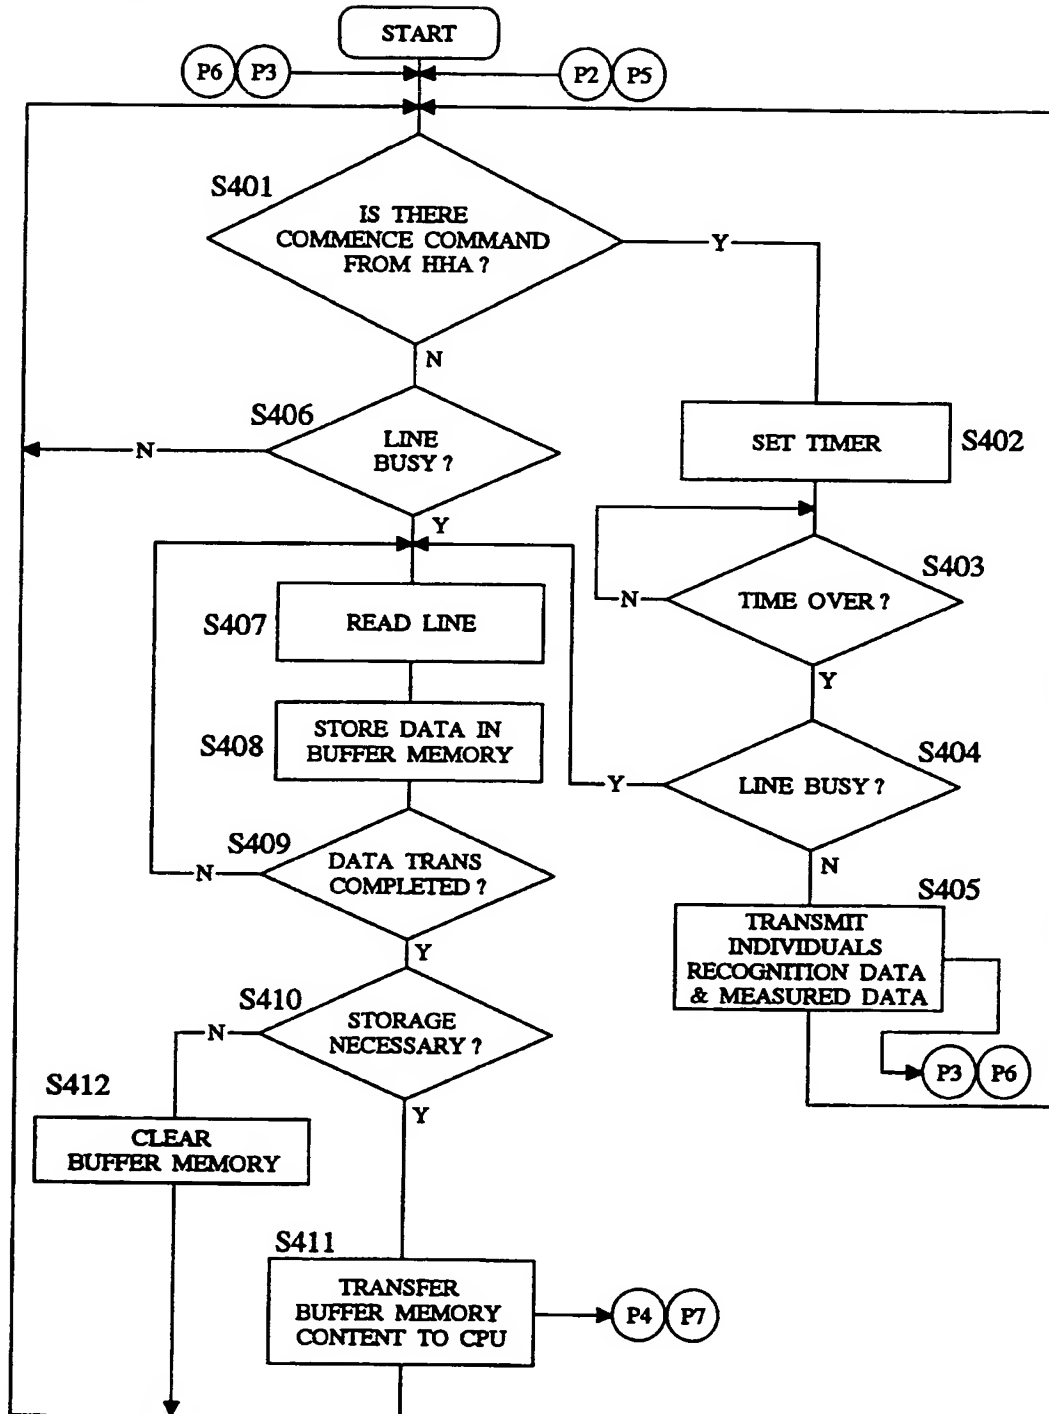 START
P6 P3
P2 P5
S401
IS THERE
COMMENCE COMMAND
FROM HHA ?
Y
N
S406
LINE
BUSY ?
N
Y
SET TIMER
S402
S403
TIME OVER ?
N
Y
S407
READ LINE
S408
STORE DATA IN
BUFFER MEMORY
S404
LINE BUSY ?
Y
N
S409
DATA TRANS
COMPLETED ?
N
Y
S405
TRANSMIT
INDIVIDUALS
RECOGNITION DATA
& MEASURED DATA
P3 P6
S410
STORAGE
NECESSARY ?
N
Y
S412
CLEAR
BUFFER MEMORY
S411
TRANSFER
BUFFER MEMORY
CONTENT TO CPU
P4 P7